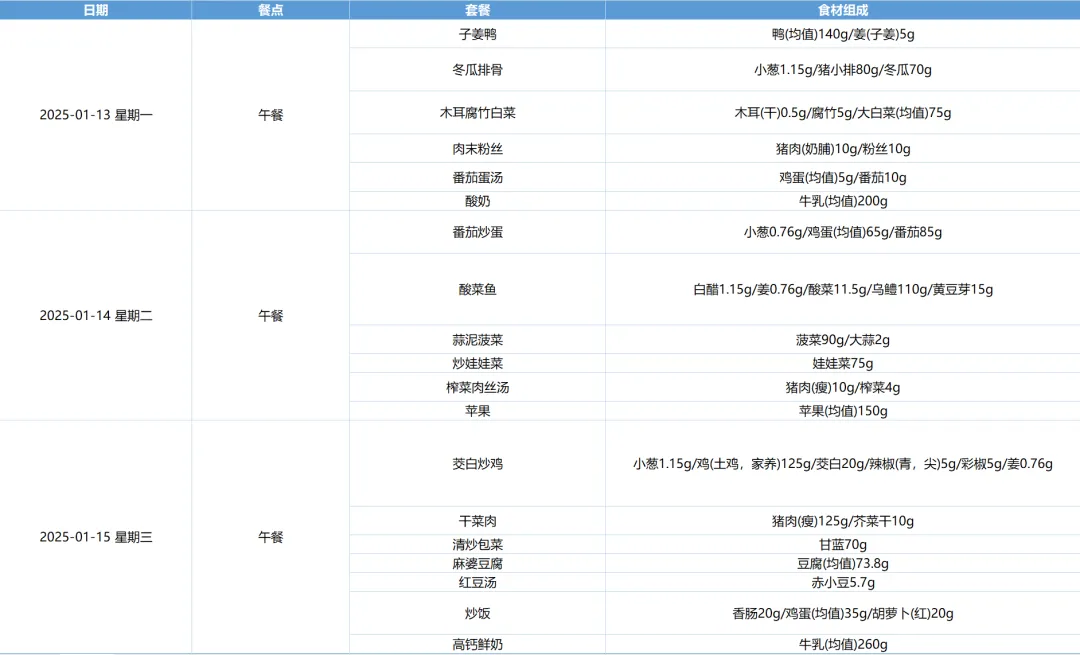 日期 餐点 套餐 食材组成
子姜鸭 鸭(均值)140g/姜(子姜)5g
冬瓜排骨 小葱1.15g/猪小排80g/冬瓜70g
2025-01-13 星期一 午餐 木耳腐竹白菜 木耳(干)0.5g/腐竹5g/大白菜(均值)75g
肉末粉丝 猪肉(奶脯)10g/粉丝10g
番茄蛋汤 鸡蛋(均值)5g/番茄10g
酸奶 牛乳(均值)200g
番茄炒蛋 小葱0.76g/鸡蛋(均值)65g/番茄85g
酸菜鱼 白醋1.15g/姜0.76g/酸菜11.5g/乌鳢110g/黄豆芽15g
2025-01-14 星期二 午餐
蒜泥菠菜 菠菜90g/大蒜2g
炒娃娃菜 娃娃菜75g
榨菜肉丝汤 猪肉(瘦)10g/榨菜4g
苹果 苹果(均值)150g
茭白炒鸡 小葱1.15g/鸡(土鸡，家养)125g/茭白20g/辣椒(青，尖)5g/彩椒5g/姜0.76g
干菜肉 猪肉(瘦)125g/芥菜干10g
2025-01-15 星期三 午餐
清炒包菜 甘蓝70g
麻婆豆腐 豆腐(均值)73.8g
红豆汤 赤小豆5.7g
炒饭 香肠20g/鸡蛋(均值)35g/胡萝卜(红)20g
高钙鲜奶 牛乳(均值)260g